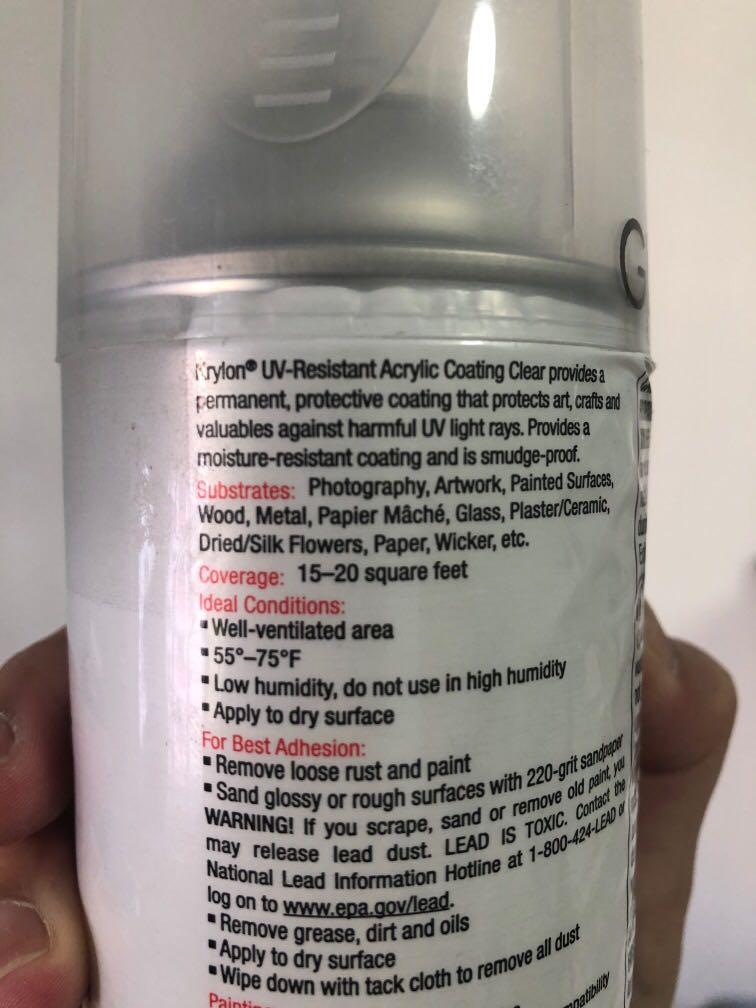 G
Krylon® UV-Resistant Acrylic Coating Clear provides a
permanent, protective coating that protects art, crafts and
valuables against harmful UV light rays. Provides a
moisture-resistant coating and is smudge-proof.
Substrates: Photography, Artwork, Painted Surfaces,
Wood, Metal, Papier Mâché, Glass, Plaster/Ceramic,
Dried/Silk Flowers, Paper, Wicker, etc.
Coverage: 15–20 square feet
Ideal Conditions:
▪ Well-ventilated area
▪ 55°–75°F
▪ Low humidity, do not use in high humidity
▪ Apply to dry surface
For Best Adhesion:
▪ Remove loose rust and paint
▪ Sand glossy or rough surfaces with 220-grit sandpaper
WARNING! If you scrape, sand or remove old paint, you
may release lead dust. LEAD IS TOXIC. Contact the
National Lead Information Hotline at 1-800-424-LEAD or
log on to www.epa.gov/lead.
▪ Remove grease, dirt and oils
▪ Apply to dry surface
▪ Wipe down with tack cloth to remove all dust